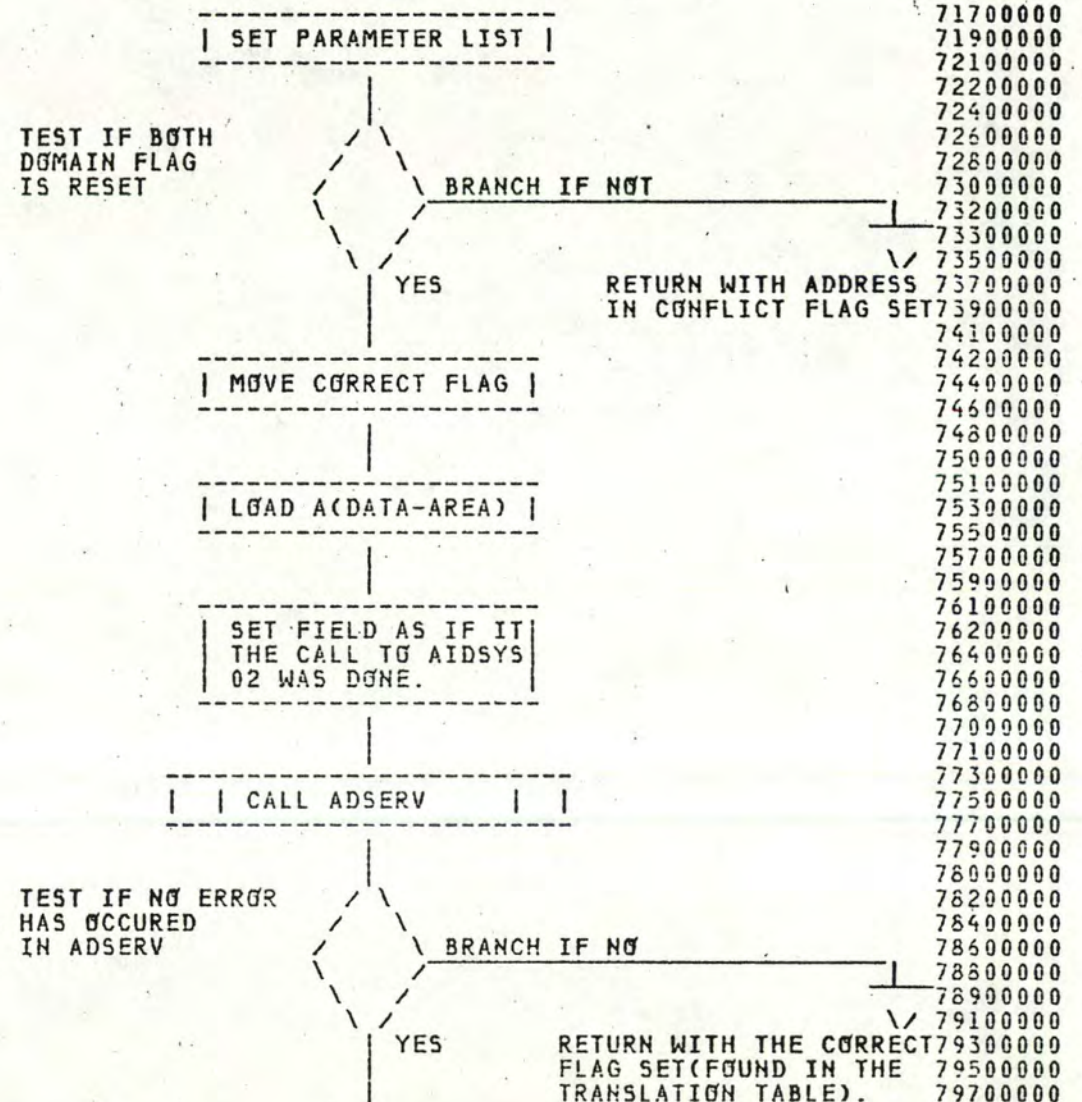 71700000
SET PARAMETER LIST 71900000
72100000
72200000
72400000
TEST IF BOTH 72600000
DOMAIN FLAG 72800000
IS RESET BRANCH IF NOT 73000000
73200000
73300000
73500000
YES RETURN WITH ADDRESS 73700000
IN CONFLICT FLAG SET73900000
74100000
74200000
MOVE CORRECT FLAG 74400000
74600000
74800000
75000000
75100000
LOAD A(DATA-AREA) 75300000
75500000
75700000
75900000
76100000
SET FIELD AS IF IT 76200000
THE CALL TO AIDSYS 76400000
02 WAS DONE. 76600000
76800000
77000000
77100000
77300000
CALL ADSERV 77500000
77700000
77900000
78000000
TEST IF NO ERROR 78200000
HAS OCCURED 78400000
IN ADSERV BRANCH IF NO 78600000
78800000
78900000
79100000
YES RETURN WITH THE CORRECT79300000
FLAG SET(FOUND IN THE 79500000
TRANSLATION TABLE). 79700000